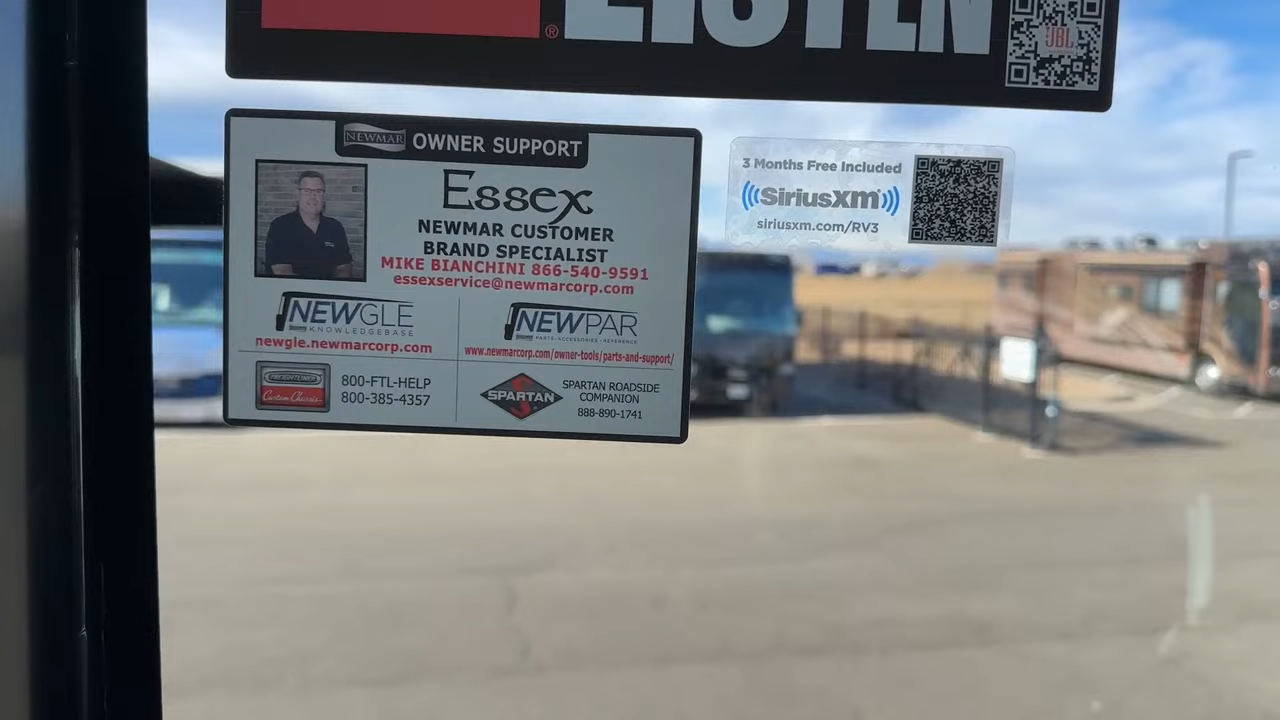 LISTEN
JBL
NEWMAR OWNER SUPPORT
Essex
NEWMAR CUSTOMER
BRAND SPECIALIST
MIKE BIANCHINI 866-540-9591
essexservice@newmarcorp.com
NEWGLE
KNOWLEDGEBASE
newgle.newmarcorp.com
NEWPAR
PARTS-ACCESSORIES-REFERENCE
www.newmarcorp.com/owner-tools/parts-and-support/
FREIGHTLINER
Custom Chassis
800-FTL-HELP
800-385-4357
SPARTAN
SPARTAN ROADSIDE
COMPANION
888-890-1741
3 Months Free Included
SiriusXM
siriusxm.com/RV3